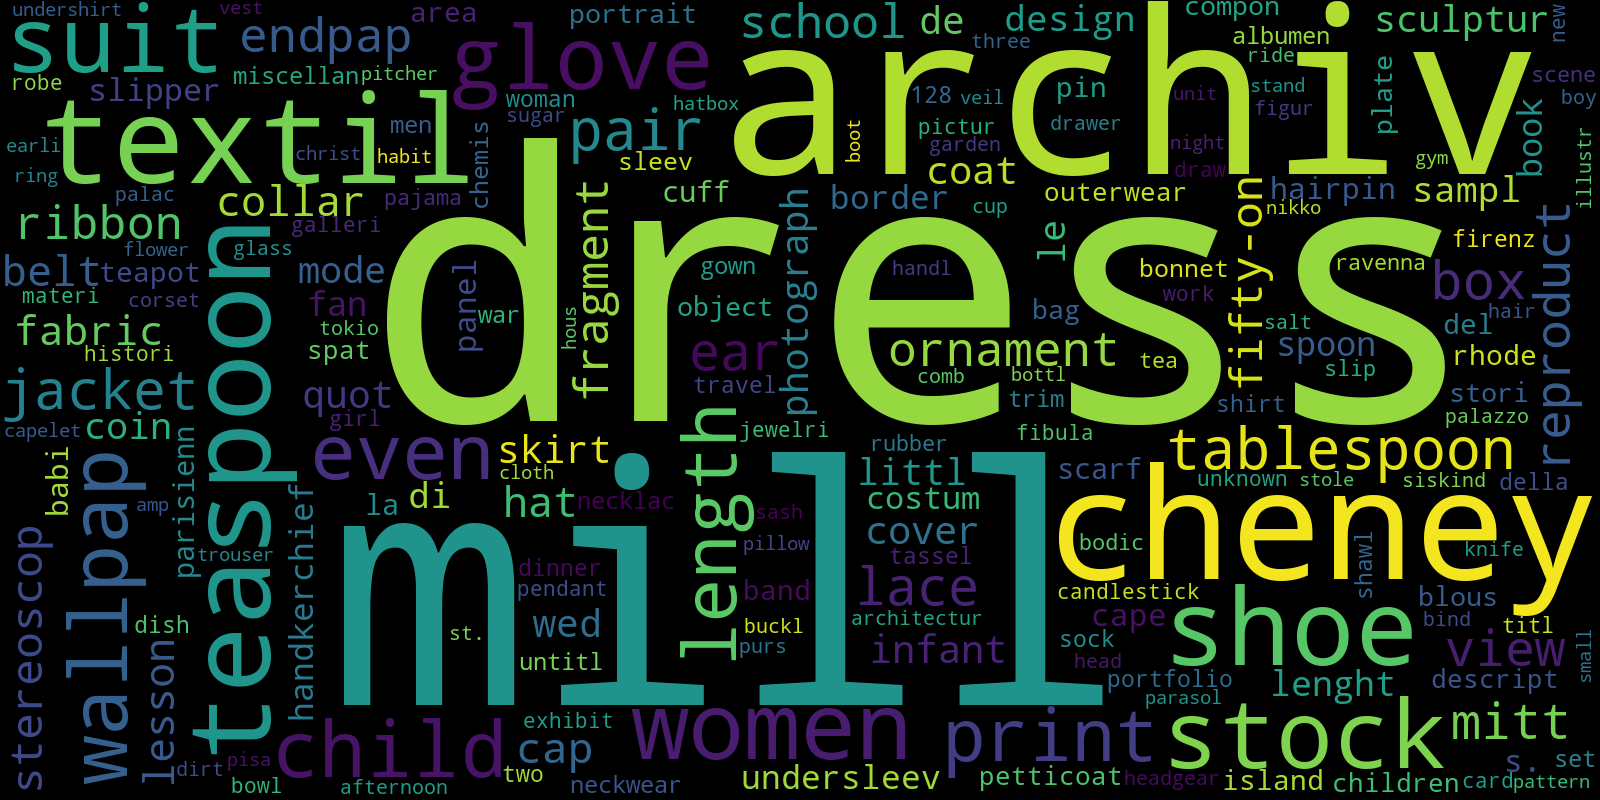 undershirt
vest
area
portrait
school
de
design
compon
sculptur
new
suit
endpap
glove
three
albumen
ride
archiv
robe
slipper
miscellan
pitcher
woman
hatbox
128
veil
pin
stand
figur
unit
plate
scene
boy
textil
men
sugar
pair
pictur
drawer
book
earli
christ
habit
chemis
sleev
boot
garden
night
draw
gym
illustr
ring
palac
collar
pajama
cuff
coat
outerwear
hairpin
sampl
ribbon
galleri
border
cup
le
nikko
firenz
flower
glass
belt
teapot
mode
panel
dress
gown
photograph
handl
bonnet
fifty-on
ravenna
box
reproduct
materi
corset
fan
war
fragment
object
bag
work
hair
fabric
tokio
hous
salt
del
histori
spat
ear
ornament
tea
spoon
rhode
teaspoon
comb
bottl
slip
jacket
quot
travel
trim
shirt
stori
girl
palazzo
capelet
coin
even
skirt
length
jewelri
rubber
fibula
tablespoon
babi
parisienn
cloth
littl
scarf
unknown
stole
siskind
della
wallpap
amp
la
di
hat
necklac
costum
cheney
stereoscop
handkerchief
mill
sash
cover
bodic
trouser
pillow
tassel
shawl
knife
dinner
pendant
band
lace
candlestick
blous
shoe
dish
st.
wed
buckl
architectur
cape
bind
titl
lesson
untitl
purs
infant
sock
head
view
small
portfolio
lenght
descript
parasol
exhibit
women
print
stock
mitt
child
cap
pisa
dirt
two
s.
set
bowl
afternoon
neckwear
undersleev
petticoat
headgear
island
children
card
pattern